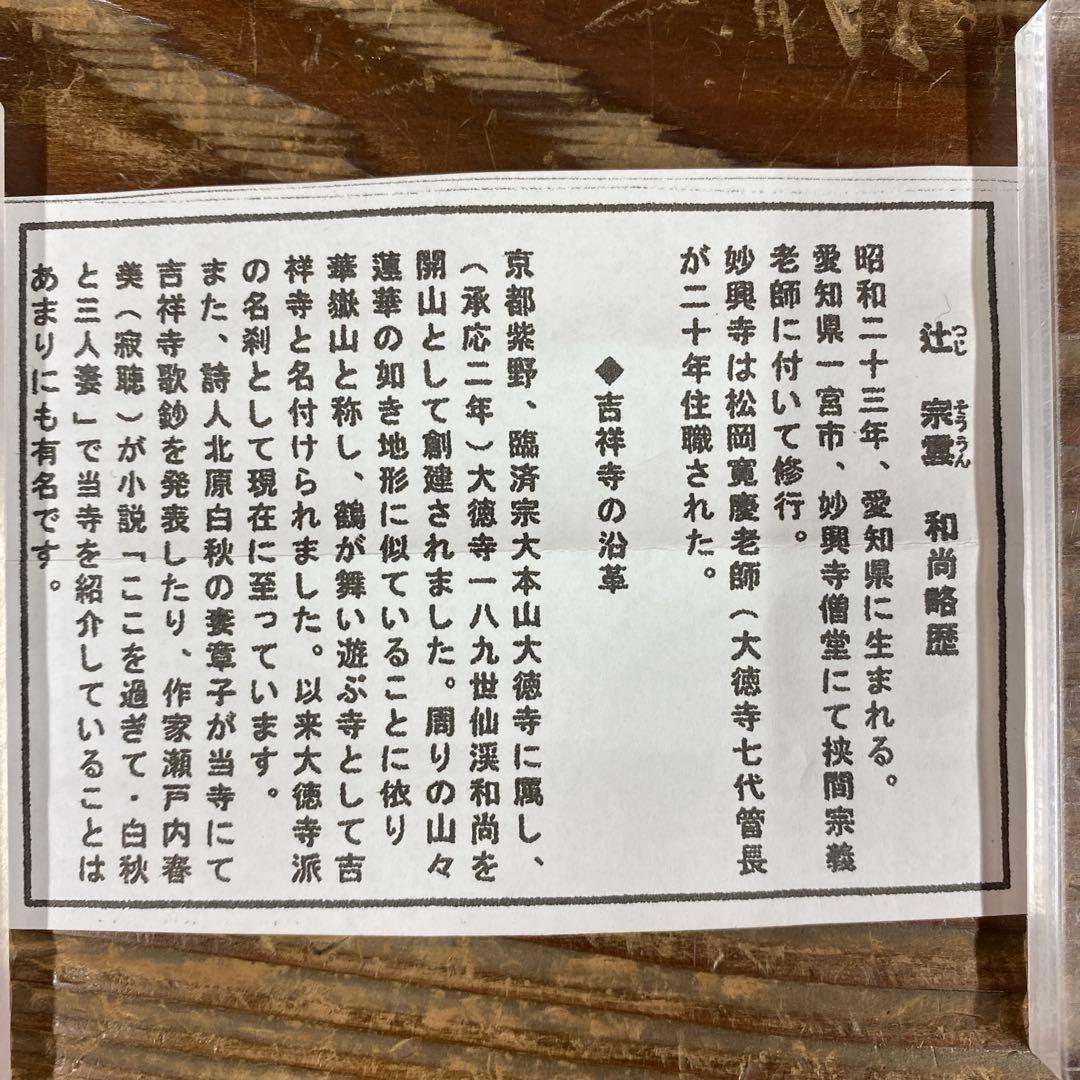 辻 宗雲 和尚略歴
つじ そううん
昭和二十三年、愛知県に生まれる。
愛知県一宮市、妙興寺僧堂にて挾間宗義
老師に付いて修行。
妙興寺は松岡寛慶老師(大徳寺七代管長
が二十年住職された。
◆吉祥寺の沿革
京都紫野、臨済宗大本山大徳寺に属し、
(承応二年)大徳寺一八九世仙渓和尚を
開山として創建されました。周りの山々
蓮華の如き地形に似ていることに依り
華嶽山と称し、鶴が舞い遊ぶ寺として吉
祥寺と名付けられました。以来大徳寺派
の名刹として現在に至っています。
また、詩人北原白秋の妻章子が当寺にて
吉祥寺歌鈔を発表したり、作家瀬戸内春
美(寂聴)が小説「ここを過ぎて・白秋
と三人妻」で当寺を紹介していることは
あまりにも有名です。